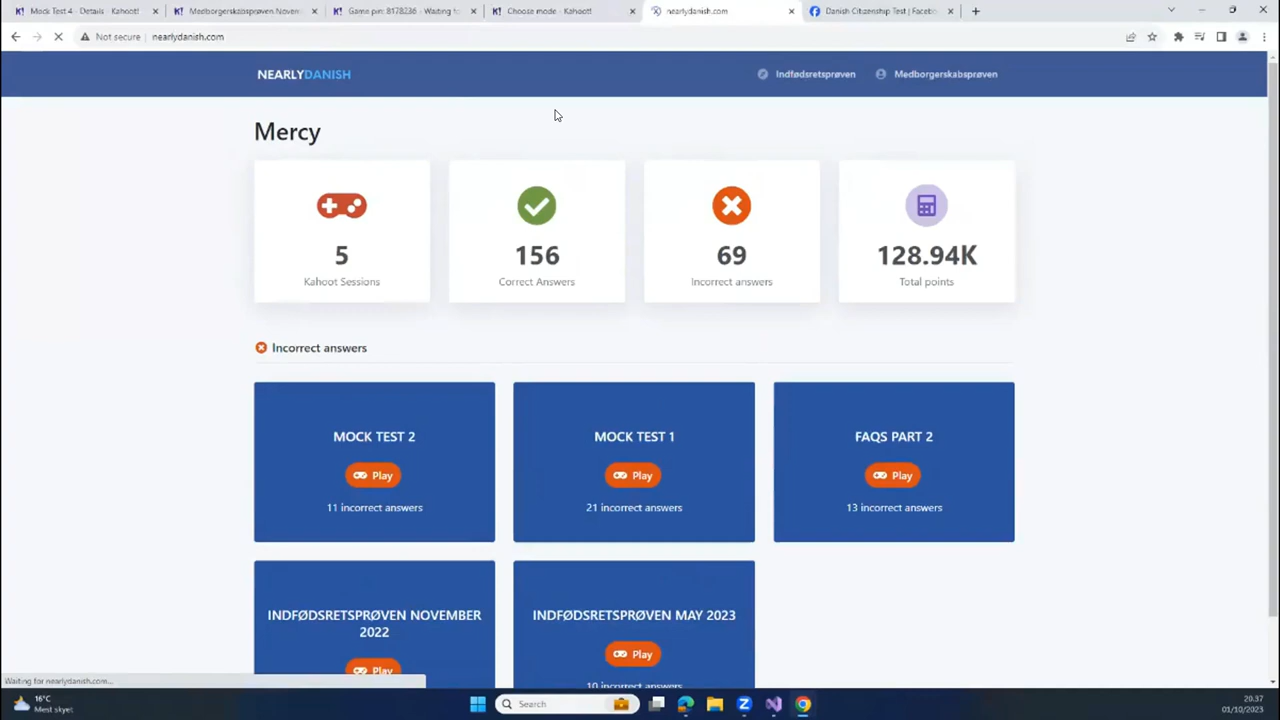 Mock Test 4 - Details - Kahoot!
Medborgerskabsprøven Noven
Game pin: 8178236 - Waiting fo
Choose mode - Kahoot!
nearlydanish.com
Danish Citizenship Test | Facebo
Not secure
nearlydanish.com
NEARLYDANISH
Indfødsretsprøven
Medborgerskabsprøven
Mercy
5
Kahoot Sessions
156
Correct Answers
69
Incorrect answers
128.94K
Total points
Incorrect answers
MOCK TEST 2
Play
11 incorrect answers
MOCK TEST 1
Play
21 incorrect answers
FAQS PART 2
Play
13 incorrect answers
INDFØDSRETSPRØVEN NOVEMBER
2022
Play
INDFØDSRETSPRØVEN MAY 2023
Play
10 incorrect answers
Waiting for nearlydanish.com...
16°C
Mest skyet
Search
20.37
01/10/2023